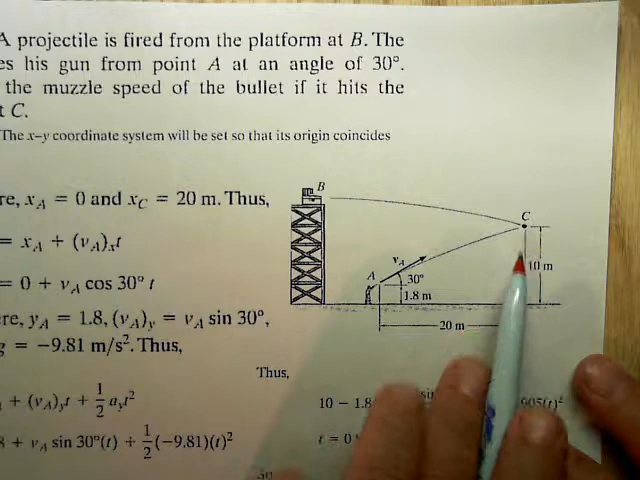 A projectile is fired from the platform at B. The
es his gun from point A at an angle of 30°.
the muzzle speed of the bullet if it hits the
t C.
The x–y coordinate system will be set so that its origin coincides
re, x_A = 0 and x_C = 20 m. Thus,
= x_A + (v_A)_x t
= 0 + v_A cos 30° t
re, y_A = 1.8, (v_A)_y = v_A sin 30°,
g = −9.81 m/s². Thus,
+ (v_A)_y t + 1/2 a_y t²
8 + v_A sin 30°(t) + 1/2 (−9.81)(t)²
B
C
v_A
A
30°
10 m
1.8 m
20 m
Thus,
10 − 1.8
905(t)²
t = 0